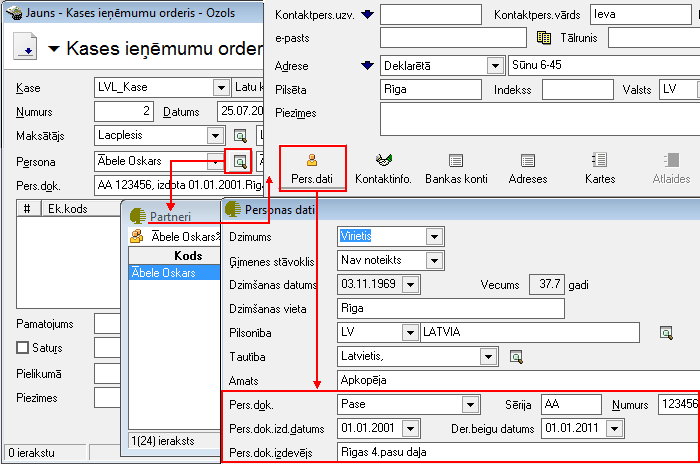 Jauns - Kases ieņēmumu orderis - Ozols
Kases ieņēmumu orderi
Kase LVL_Kase Latu k
Numurs 2 Datums 25.07.20
Maksātājs Lacplesis
Persona Ābele Oskars
Pers.dok. AA 123456, izdota 01.01.2001.Rīga
# Ek.kods
Pamatojums
Saturs
Pielikumā
Piezīmes
0 ierakstu
Kontaktpers.uzv. Kontaktpers.vārds Ieva
e-pasts Tālrunis
Adrese Deklarētā Sūnu 6-45
Pilsēta Rīga Indekss Valsts LV
Piezīmes
Pers.dati Kontaktinfo. Bankas konti Adreses Kartes Atlaides
Partneri
Ābele Oskars%
Kods
Ābele Oskars
1(24) ieraksts
Personas dati
Dzimums Vīrietis
Ģimenes stāvoklis Nav noteikts
Dzimšanas datums 03.11.1969 Vecums 37.7 gadi
Dzimšanas vieta Rīga
Pilsonība LV LATVIA
Tautība Latvietis,
Amats Apkopēja
Pers.dok. Pase Sērija AA Numurs 123456
Pers.dok.izd.datums 01.01.2001 Der.beigu datums 01.01.2011
Pers.dok.izdevējs Rīgas 4.pasu daļa